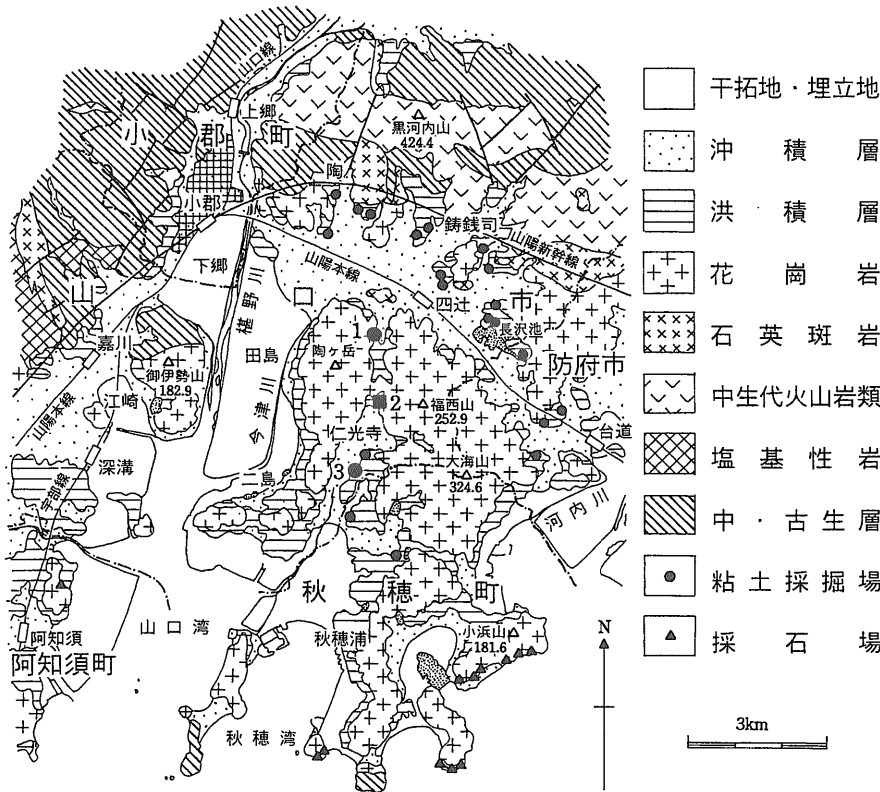 山口線
上郷
小郡町
黒河内山
424.4
陶
小郡
鋳銭司
山陽新幹線
山陽本線
下郷
椹野川
山口市
四辻
嘉川
1
長沢池
田島
陶ヶ岳
防府市
御伊勢山
182.9
江崎
今津川
2
福西山
252.9
山陽本線
仁光寺
台道
大海山
324.6
深溝
3
宇部線
二島
河内川
秋穂町
山口湾
阿知須
秋穂浦
小浜山
181.6
阿知須町
秋穂湾
N
3km
干拓地・埋立地
沖積層
洪積層
花崗岩
石英斑岩
中生代火山岩類
塩基性岩
中・古生層
粘土採掘場
採石場